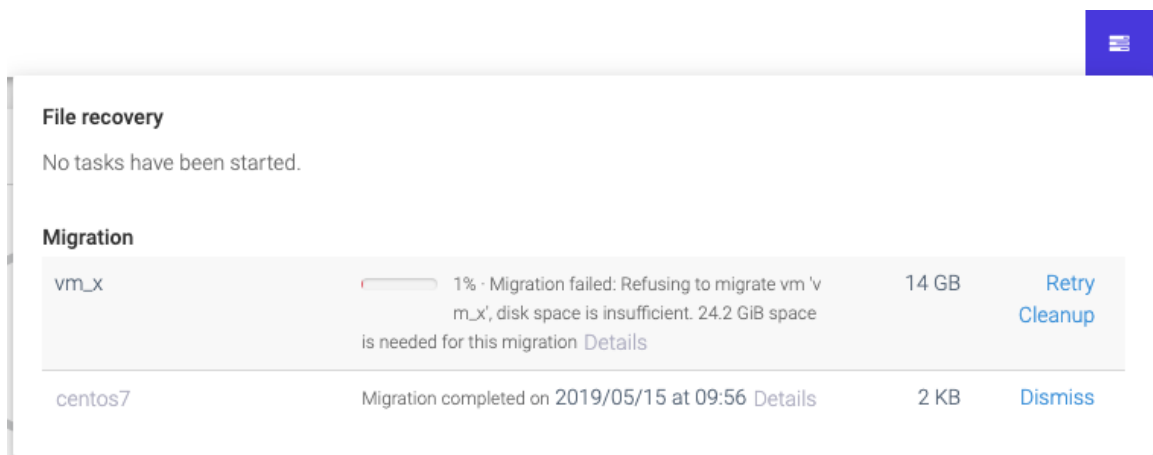 File recovery
No tasks have been started.
Migration
vm_x
1% · Migration failed: Refusing to migrate vm 'v
m_x', disk space is insufficient. 24.2 GiB space
is needed for this migration Details
14 GB
Retry
Cleanup
centos7
Migration completed on 2019/05/15 at 09:56 Details
2 KB
Dismiss